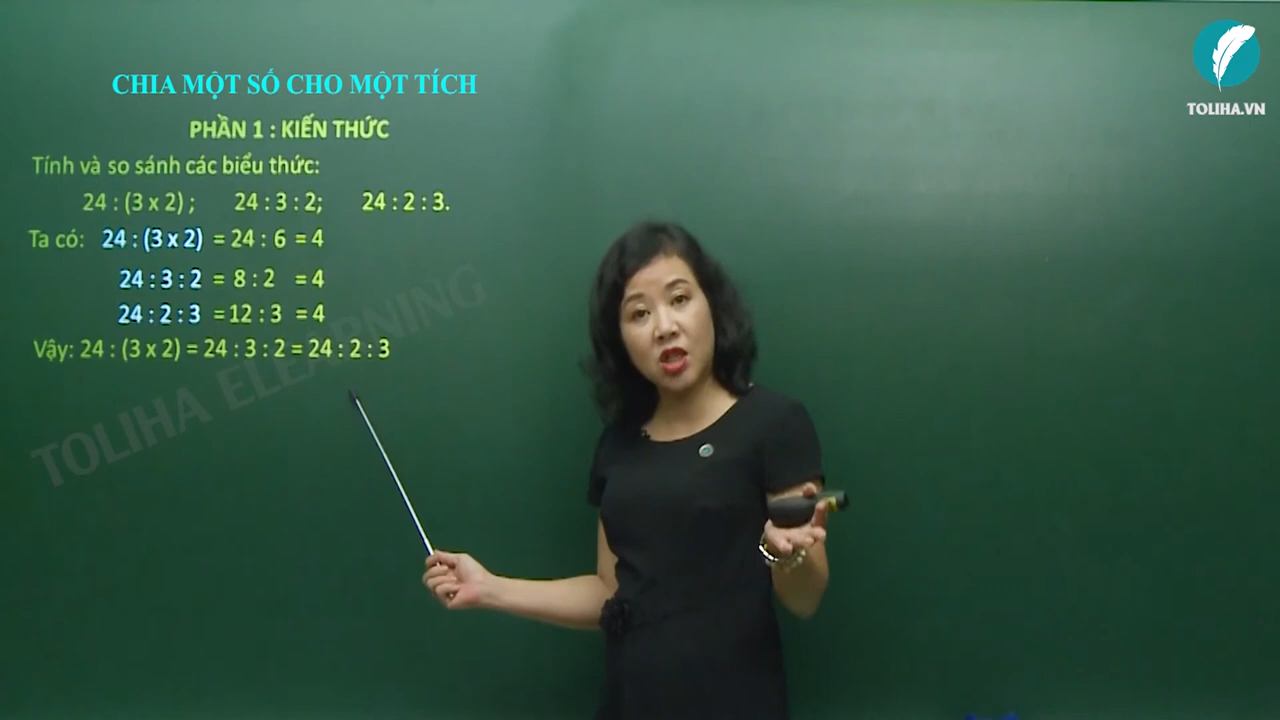 CHIA MỘT SỐ CHO MỘT TÍCH
PHẦN 1 : KIẾN THỨC
Tính và so sánh các biểu thức:
24 : (3 x 2) ; 24 : 3 : 2; 24 : 2 : 3.
Ta có: 24 : (3 x 2) = 24 : 6 = 4
24 : 3 : 2 = 8 : 2 = 4
24 : 2 : 3 = 12 : 3 = 4
Vậy: 24 : (3 x 2) = 24 : 3 : 2 = 24 : 2 : 3
TOLIHA ELEARNING
TOLIHA.VN